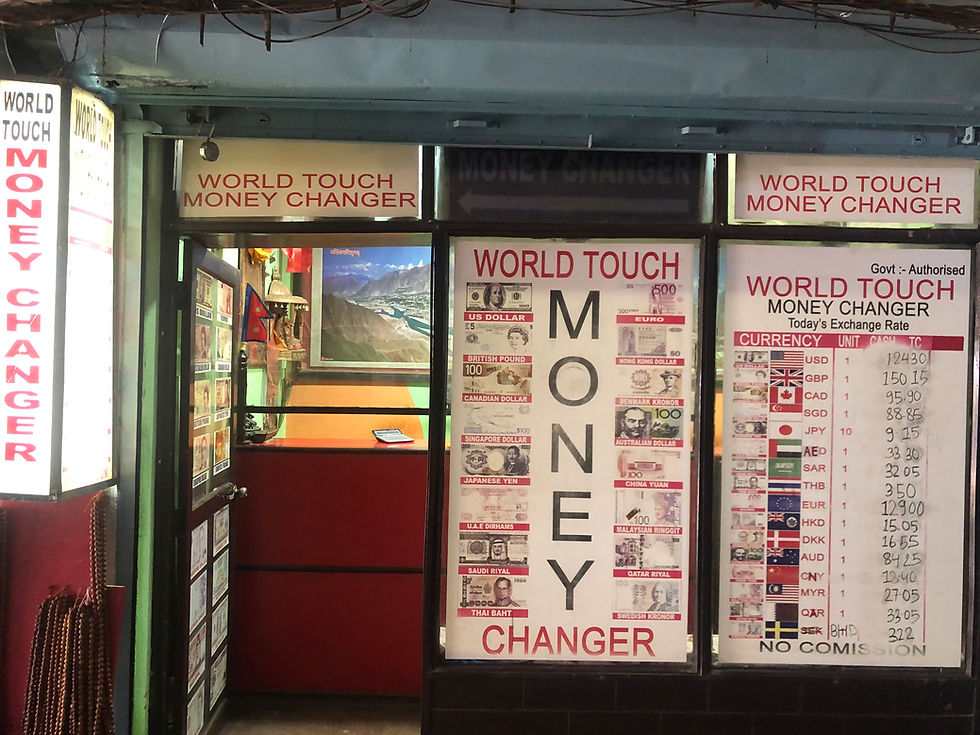 WORLD
TOUCH
MONEY CHANGER
WORLD TOUCH
MONEY CHANGER
MONEY CHANGER
WORLD TOUCH
MONEY CHANGER
WORLD TOUCH
MONEY
CHANGER
US DOLLAR
BRITISH POUND
CANADIAN DOLLAR
SINGAPORE DOLLAR
JAPANESE YEN
U.A.E DIRHAMS
SAUDI RIYAL
THAI BAHT
EURO
HONG KONG DOLLAR
DENMARK KRONOR
AUSTRALIAN DOLLAR
CHINA YUAN
MALAYSIAN RINGGIT
QATAR RIYAL
SWEDISH KRONOR
Govt :- Authorised
WORLD TOUCH
MONEY CHANGER
Today's Exchange Rate
CURRENCY UNIT CASH TC
USD 1 124.30
GBP 1 150.15
CAD 1 95.90
SGD 1 88.85
JPY 10 9.15
AED 1 33.30
SAR 1 32.05
THB 1 3.50
EUR 1 129.00
HKD 1 15.05
DKK 1 16.55
AUD 1 84.25
CNY 1
MYR 1 27.05
QAR 1 33.05
SEK BHD 322
NO COMISSION